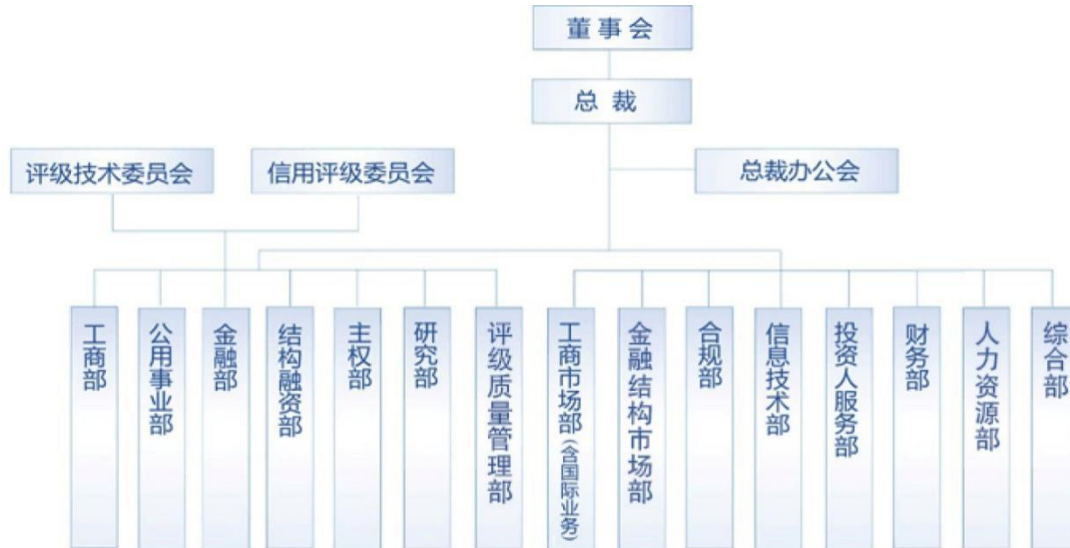 董事会
总裁
评级技术委员会
信用评级委员会
总裁办公会
工商部
公用事业部
金融部
结构融资部
主权部
研究部
评级质量管理部
工商市场部(含国际业务)
金融结构市场部
合规部
信息技术部
投资人服务部
财务部
人力资源部
综合部